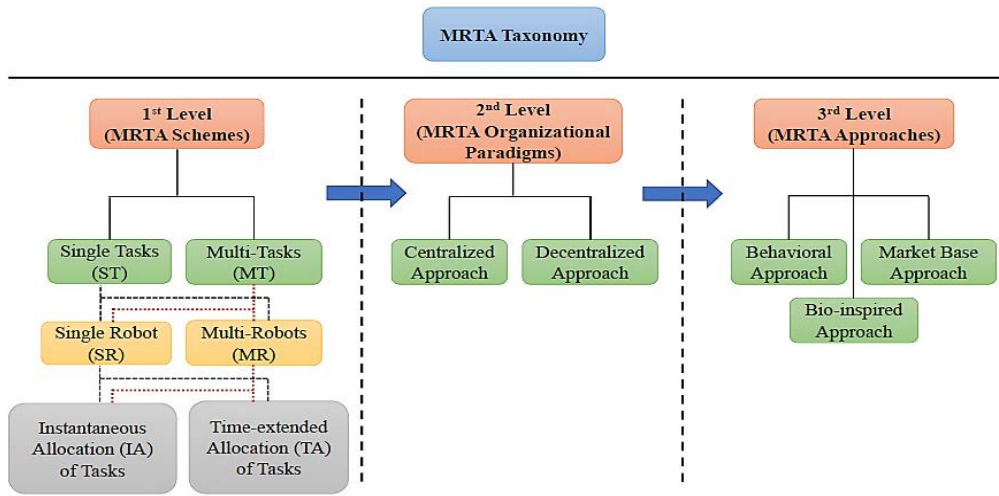 MRTA Taxonomy
1st Level
(MRTA Schemes)
2nd Level
(MRTA Organizational
Paradigms)
3rd Level
(MRTA Approaches)
Single Tasks
(ST)
Multi-Tasks
(MT)
Centralized
Approach
Decentralized
Approach
Behavioral
Approach
Market Base
Approach
Bio-inspired
Approach
Single Robot
(SR)
Multi-Robots
(MR)
Instantaneous
Allocation (IA)
of Tasks
Time-extended
Allocation (TA)
of Tasks